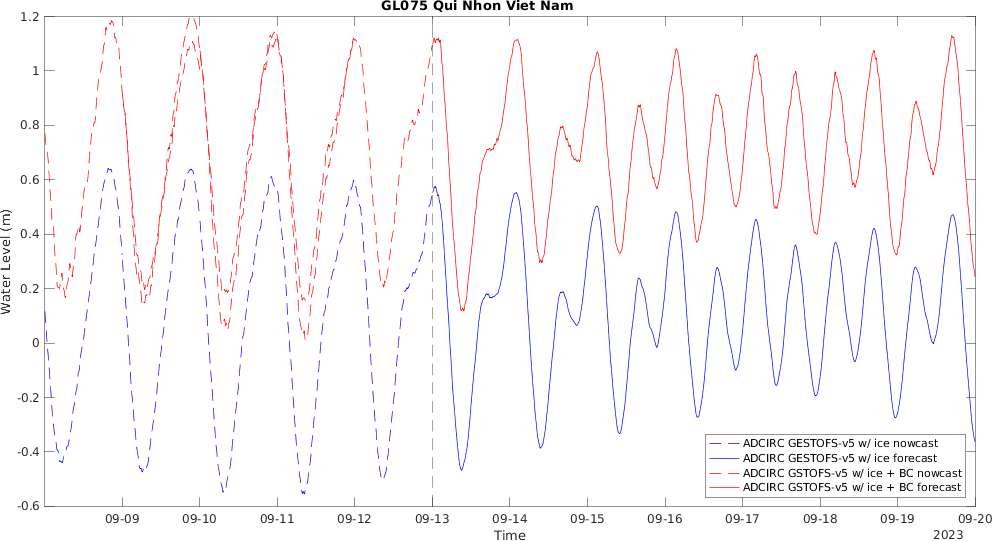 GL075 Qui Nhon Viet Nam
1.2
1
0.8
0.6
0.4
0.2
0
-0.2
-0.4
-0.6
Water Level (m)
ADCIRC GESTOFS-v5 w/ ice nowcast
ADCIRC GESTOFS-v5 w/ ice forecast
ADCIRC GSTOFS-v5 w/ ice + BC nowcast
ADCIRC GSTOFS-v5 w/ ice + BC forecast
09-09 09-10 09-11 09-12 09-13 09-14 09-15 09-16 09-17 09-18 09-19 09-20
Time
2023